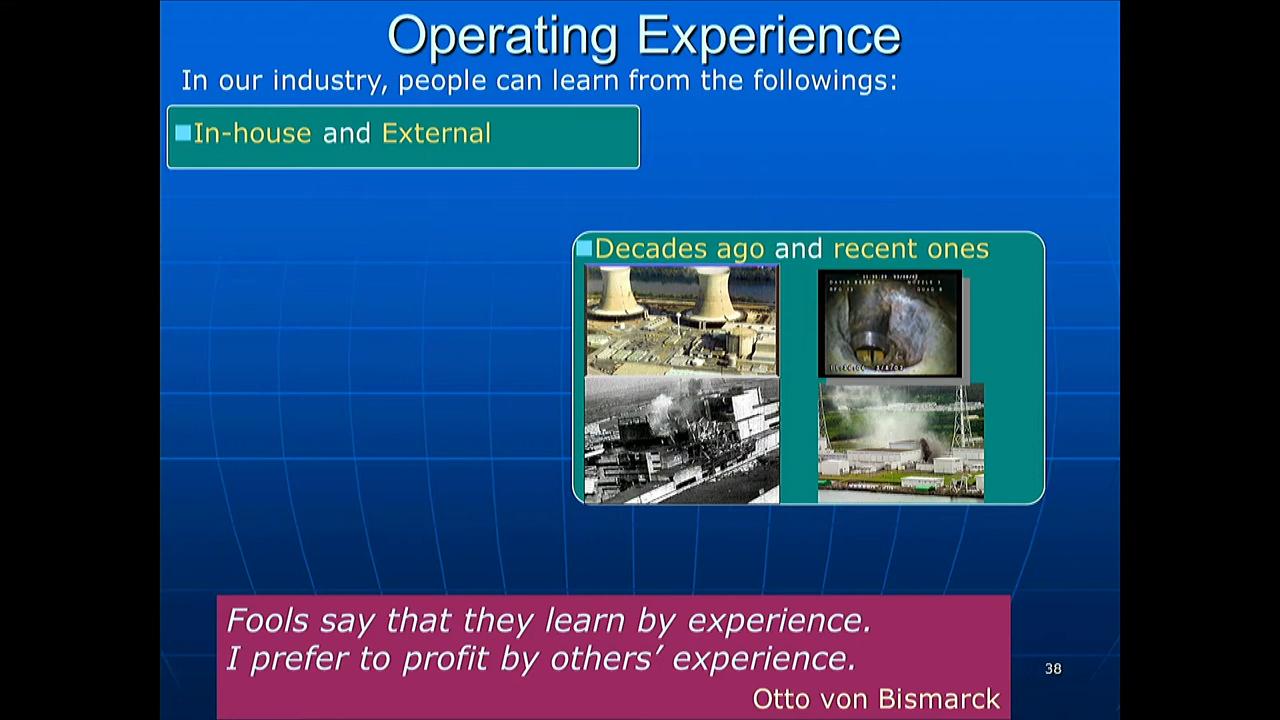 Operating Experience
In our industry, people can learn from the followings:
In-house and External
Decades ago and recent ones
Fools say that they learn by experience.
I prefer to profit by others’ experience.
Otto von Bismarck
38